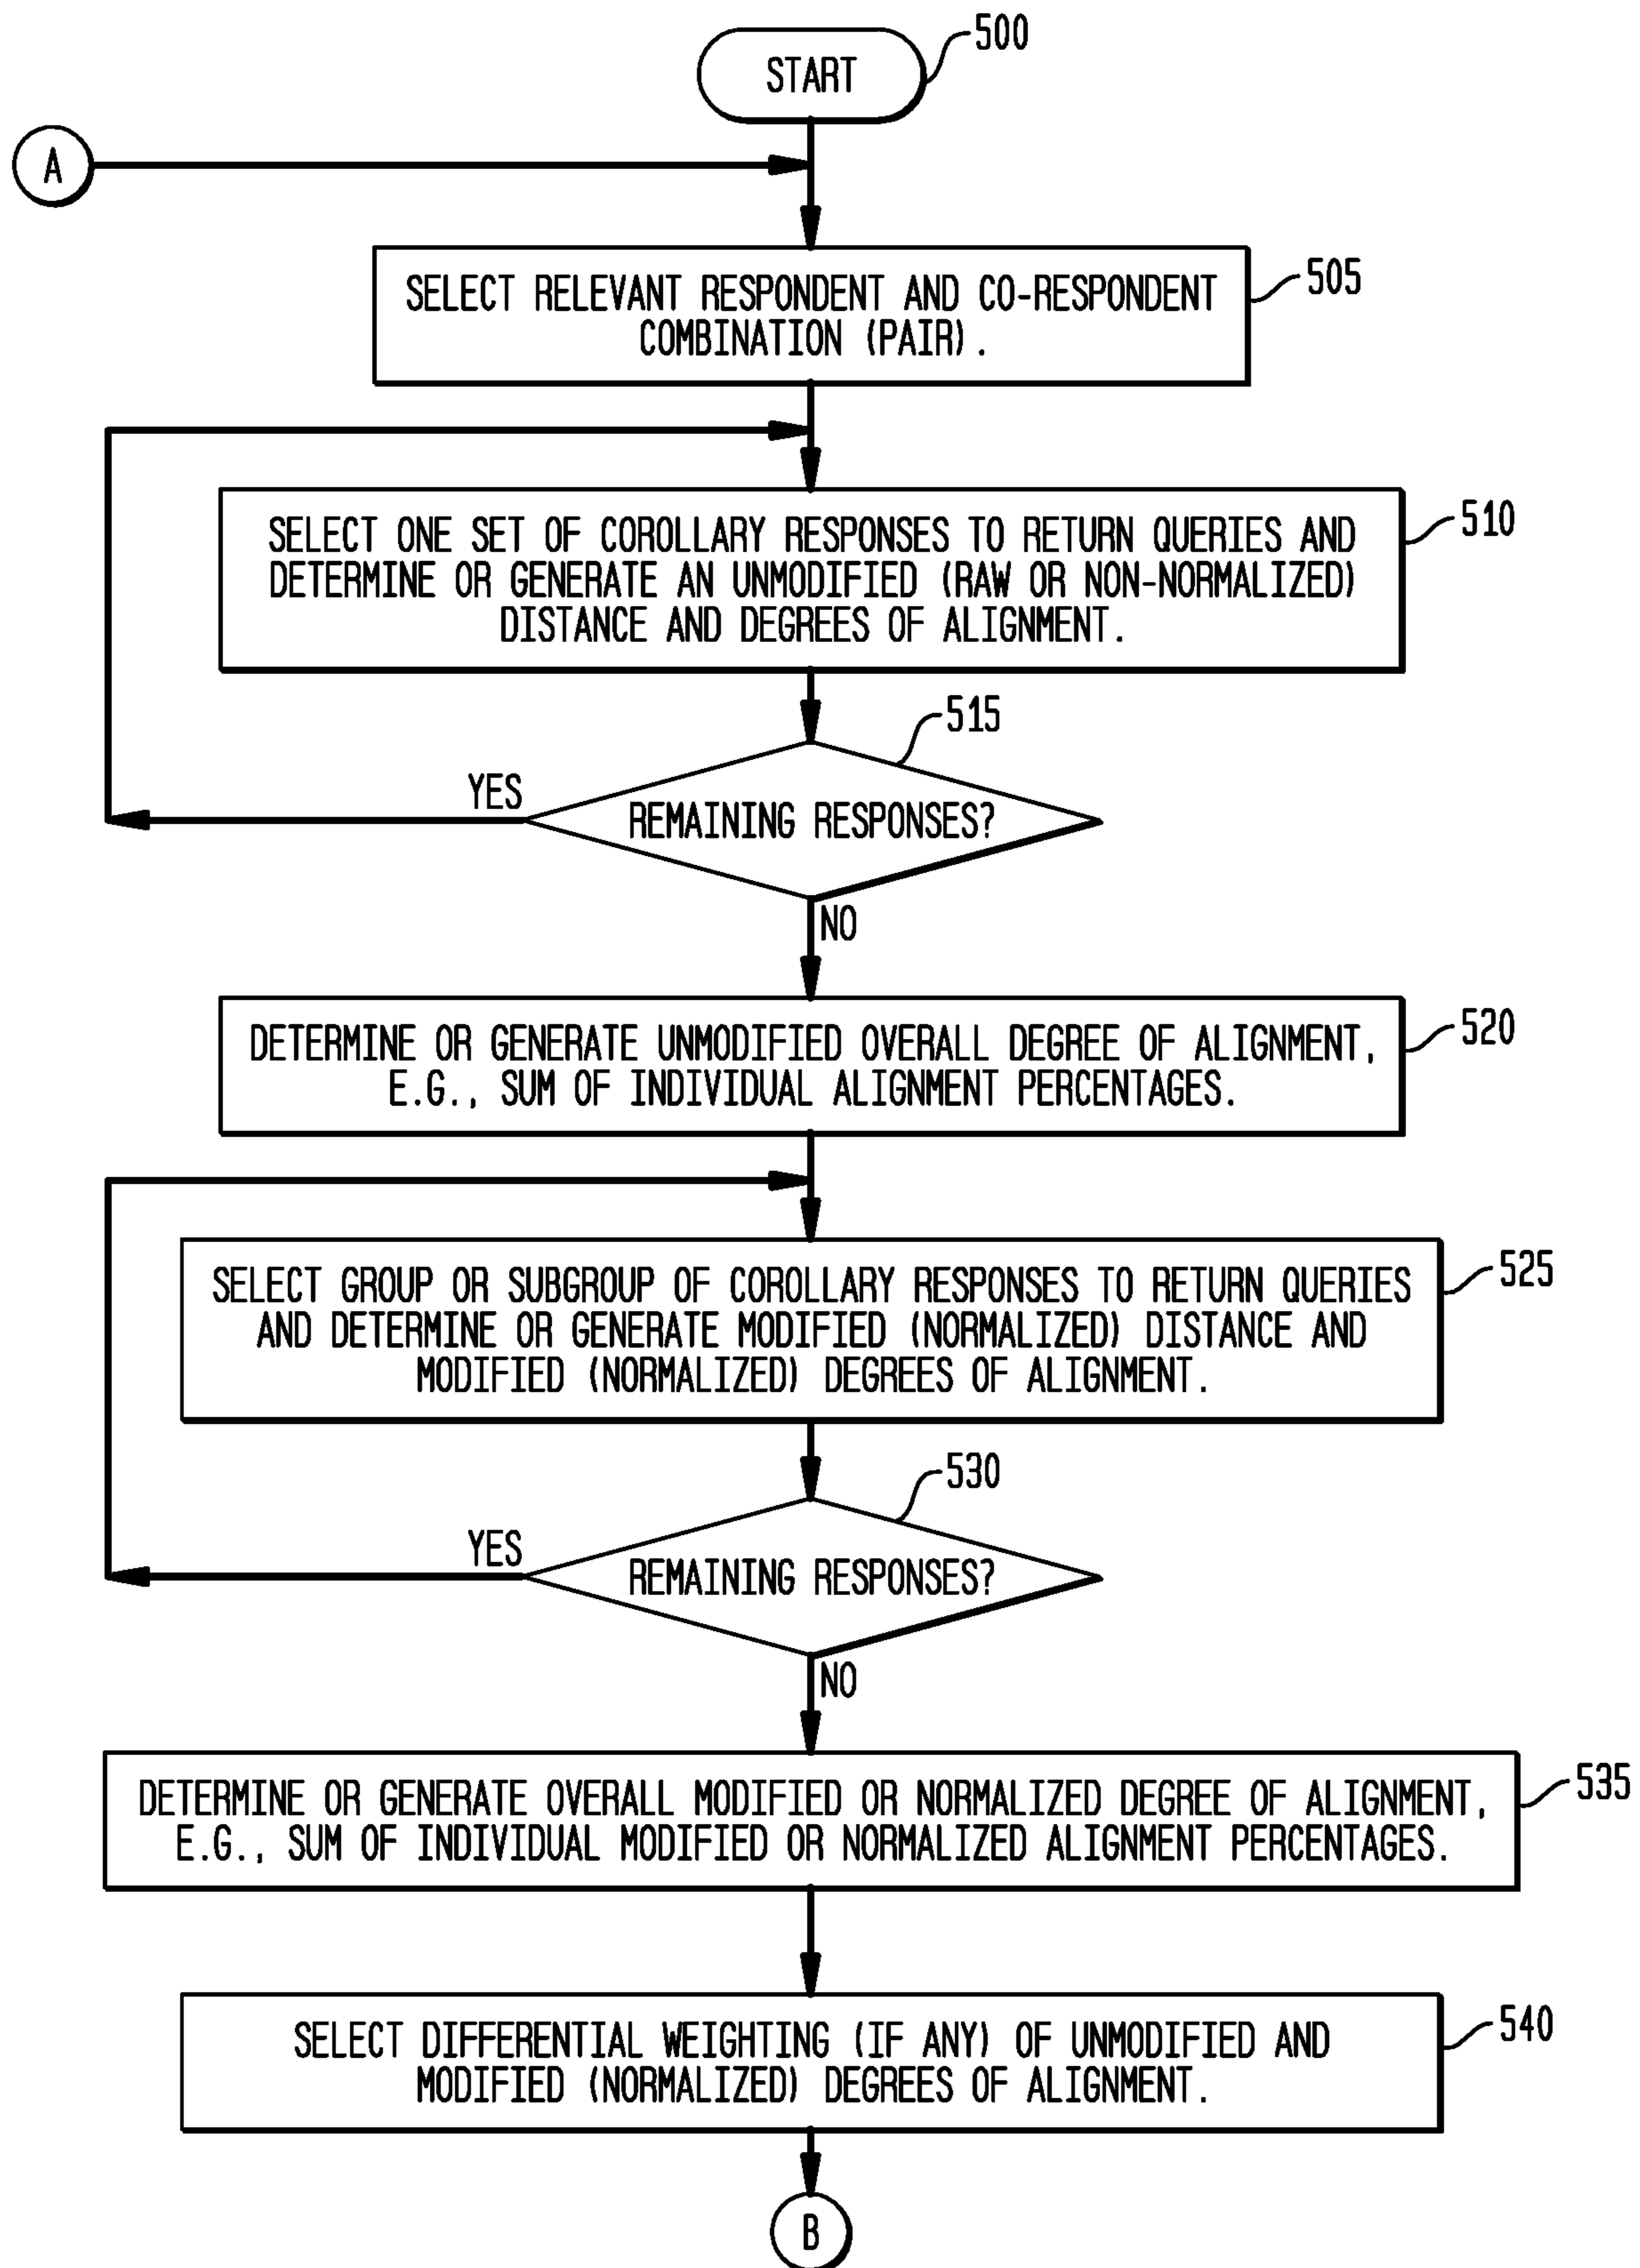 500
START
A
505
SELECT RELEVANT RESPONDENT AND CO-RESPONDENT
COMBINATION (PAIR).
510
SELECT ONE SET OF COROLLARY RESPONSES TO RETURN QUERIES AND
DETERMINE OR GENERATE AN UNMODIFIED (RAW OR NON-NORMALIZED)
DISTANCE AND DEGREES OF ALIGNMENT.
515
YES
REMAINING RESPONSES?
NO
520
DETERMINE OR GENERATE UNMODIFIED OVERALL DEGREE OF ALIGNMENT,
E.G., SUM OF INDIVIDUAL ALIGNMENT PERCENTAGES.
525
SELECT GROUP OR SUBGROUP OF COROLLARY RESPONSES TO RETURN QUERIES
AND DETERMINE OR GENERATE MODIFIED (NORMALIZED) DISTANCE AND
MODIFIED (NORMALIZED) DEGREES OF ALIGNMENT.
530
YES
REMAINING RESPONSES?
NO
535
DETERMINE OR GENERATE OVERALL MODIFIED OR NORMALIZED DEGREE OF ALIGNMENT,
E.G., SUM OF INDIVIDUAL MODIFIED OR NORMALIZED ALIGNMENT PERCENTAGES.
540
SELECT DIFFERENTIAL WEIGHTING (IF ANY) OF UNMODIFIED AND
MODIFIED (NORMALIZED) DEGREES OF ALIGNMENT.
B